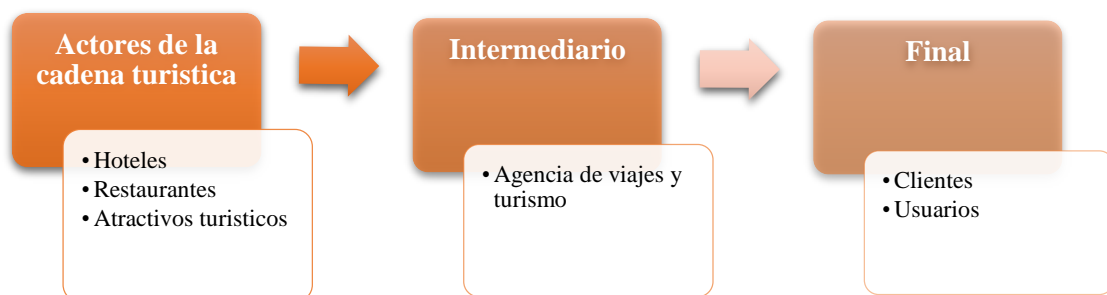 Actores de la
cadena turistica
• Hoteles
• Restaurantes
• Atractivos turisticos
Intermediario
• Agencia de viajes y
turismo
Final
• Clientes
• Usuarios